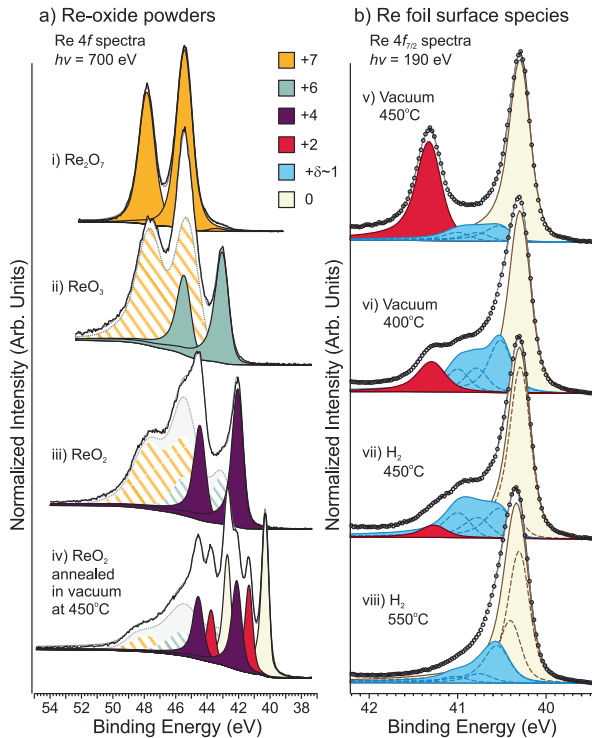 a) Re-oxide powders
Re 4f spectra
hv = 700 eV
+7
+6
+4
+2
+δ~1
0
i) Re₂O₇
ii) ReO₃
iii) ReO₂
iv) ReO₂
annealed
in vacuum
at 450°C
Normalized Intensity (Arb. Units)
54 52 50 48 46 44 42 40 38
Binding Energy (eV)
b) Re foil surface species
Re 4f₇/₂ spectra
hv = 190 eV
v) Vacuum
450°C
vi) Vacuum
400°C
vii) H₂
450°C
viii) H₂
550°C
Normalized Intensity (Arb. Units)
42 41 40
Binding Energy (eV)